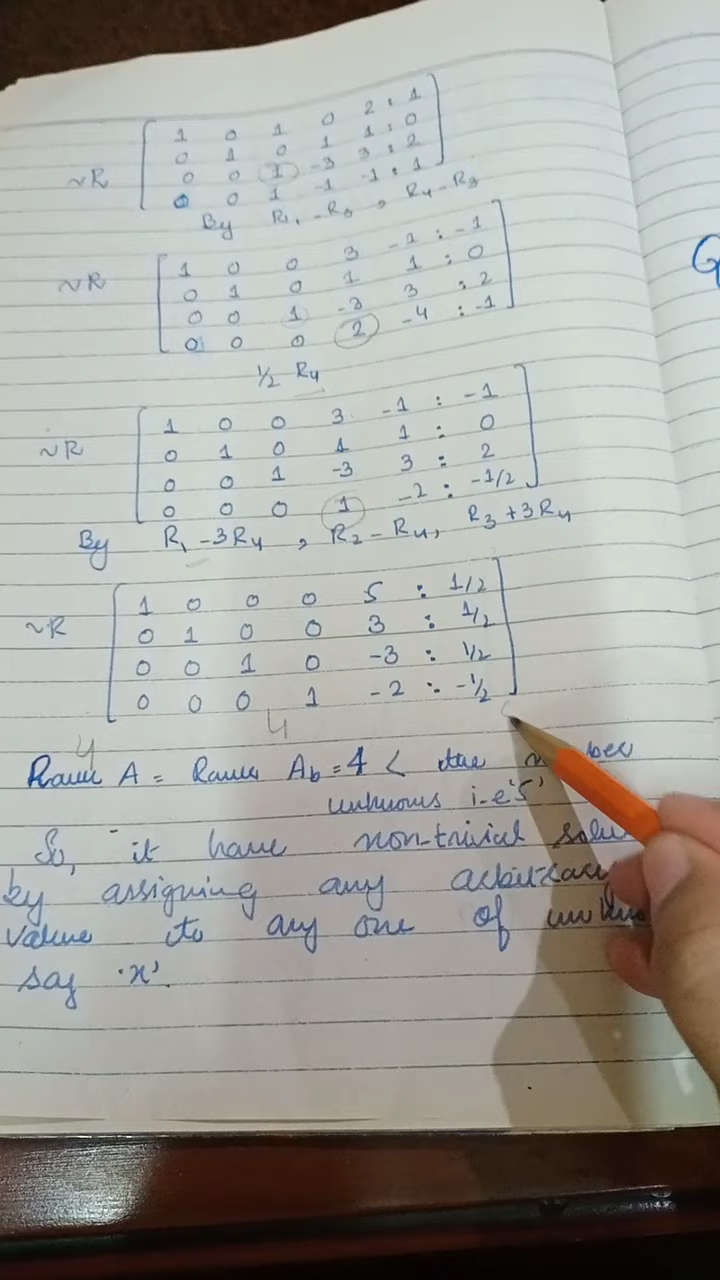 1 0 1 0 2 : 1
0 1 0 1 1 : 0
~R 0 0 1 -3 3 : 2
0 0 1 -1 -1 : 1
By R₁ - R₃ , R₄ - R₃
1 0 0 3 -1 : -1
~R 0 1 0 1 1 : 0
0 0 1 -3 3 : 2
0 0 0 2 -4 : -1
1/2 R₄
1 0 0 3 -1 : -1
~R 0 1 0 1 1 : 0
0 0 1 -3 3 : 2
0 0 0 1 -2 : -1/2
By R₁ - 3R₄ , R₂ - R₄, R₃ + 3R₄
1 0 0 0 5 : 1/2
~R 0 1 0 0 3 : 1/2
0 0 1 0 -3 : 1/2
0 0 0 1 -2 : -1/2
4 4
Rank A = Rank Ab = 4 < the
i.e '5'
So, it have non-trivial
by assigning any
value to any one of
say 'x'.